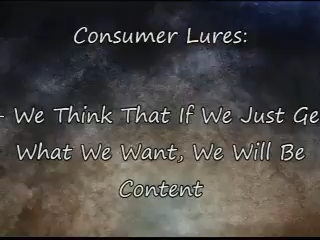 Consumer Lures:
- We Think That If We Just Ge
What We Want, We Will Be
Content